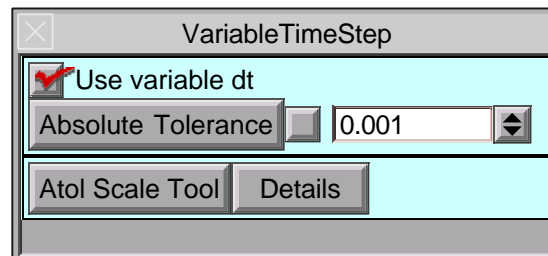 VariableTimeStep
Use variable dt
Absolute Tolerance 0.001
Atol Scale Tool Details